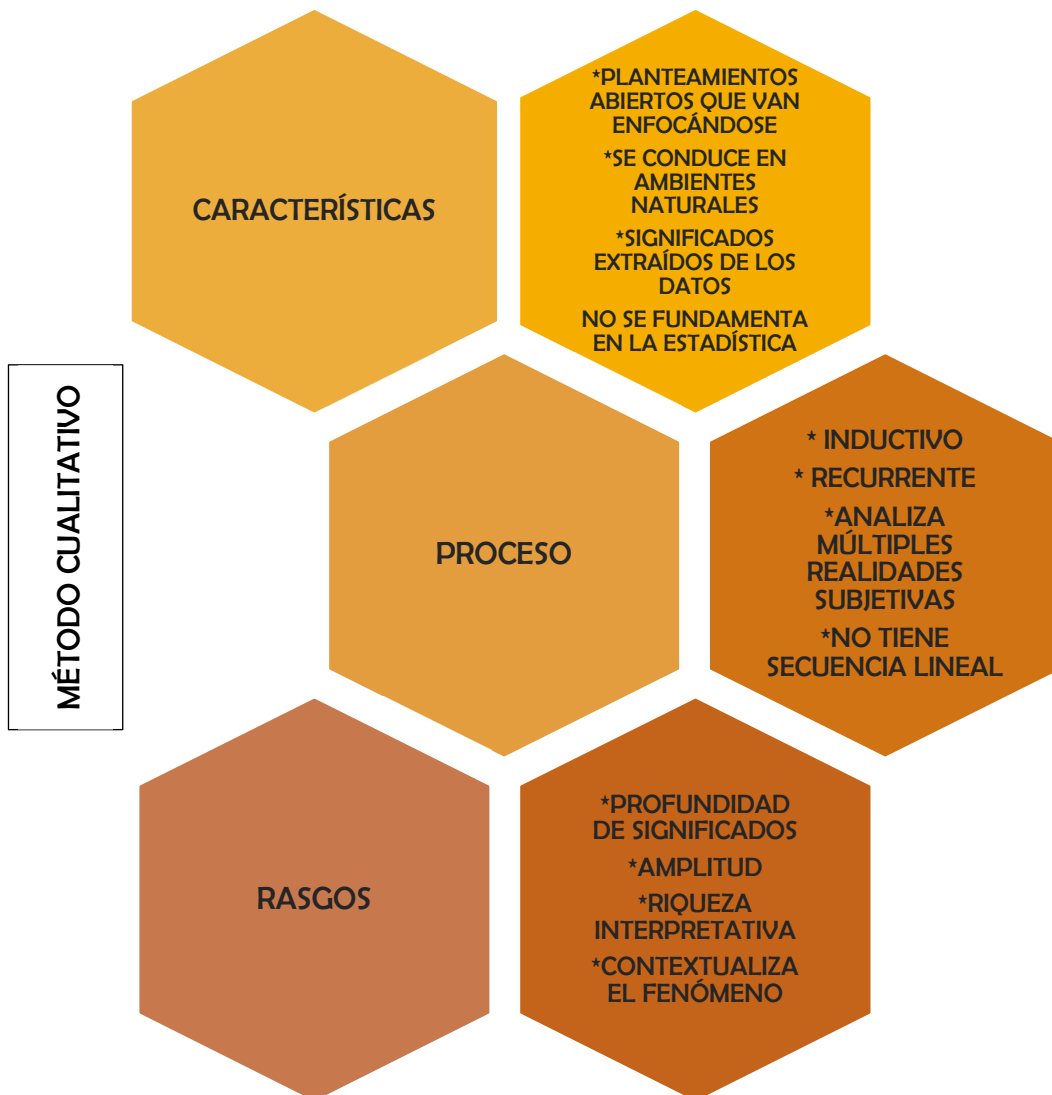 MÉTODO CUALITATIVO
CARACTERÍSTICAS
*PLANTEAMIENTOS
ABIERTOS QUE VAN
ENFOCÁNDOSE
*SE CONDUCE EN
AMBIENTES
NATURALES
*SIGNIFICADOS
EXTRAÍDOS DE LOS
DATOS
NO SE FUNDAMENTA
EN LA ESTADÍSTICA
PROCESO
* INDUCTIVO
* RECURRENTE
*ANALIZA
MÚLTIPLES
REALIDADES
SUBJETIVAS
*NO TIENE
SECUENCIA LINEAL
RASGOS
*PROFUNDIDAD
DE SIGNIFICADOS
*AMPLITUD
*RIQUEZA
INTERPRETATIVA
*CONTEXTUALIZA
EL FENÓMENO